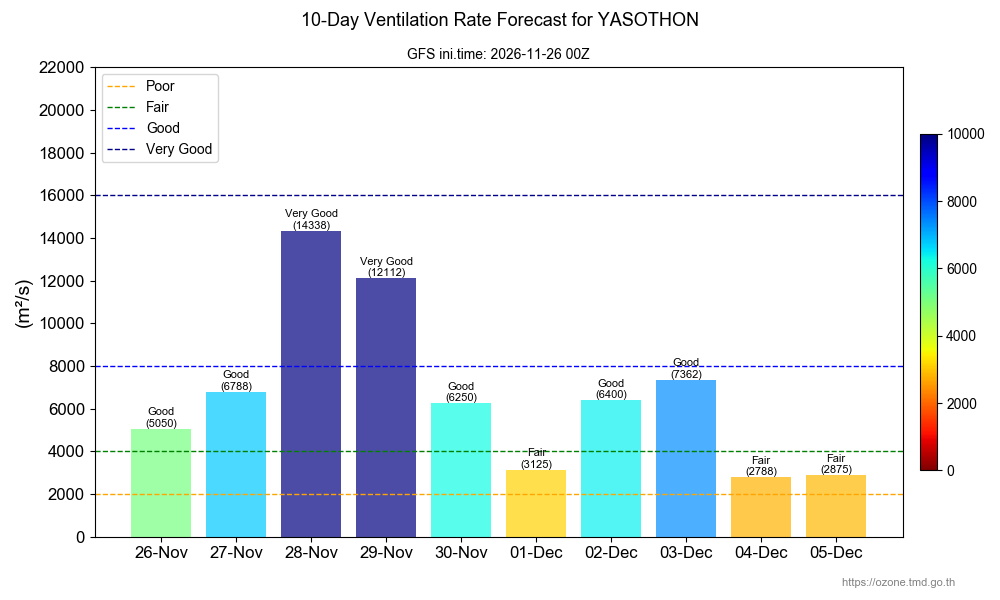 10-Day Ventilation Rate Forecast for YASOTHON
GFS ini.time: 2026-11-26 00Z
22000
20000
18000
16000
14000
12000
10000
8000
6000
4000
2000
0
(m²/s)
Poor
Fair
Good
Very Good
Good
(5050)
Good
(6788)
Very Good
(14338)
Very Good
(12112)
Good
(6250)
Fair
(3125)
Good
(6400)
Good
(7362)
Fair
(2788)
Fair
(2875)
26-Nov
27-Nov
28-Nov
29-Nov
30-Nov
01-Dec
02-Dec
03-Dec
04-Dec
05-Dec
10000
8000
6000
4000
2000
0
https://ozone.tmd.go.th